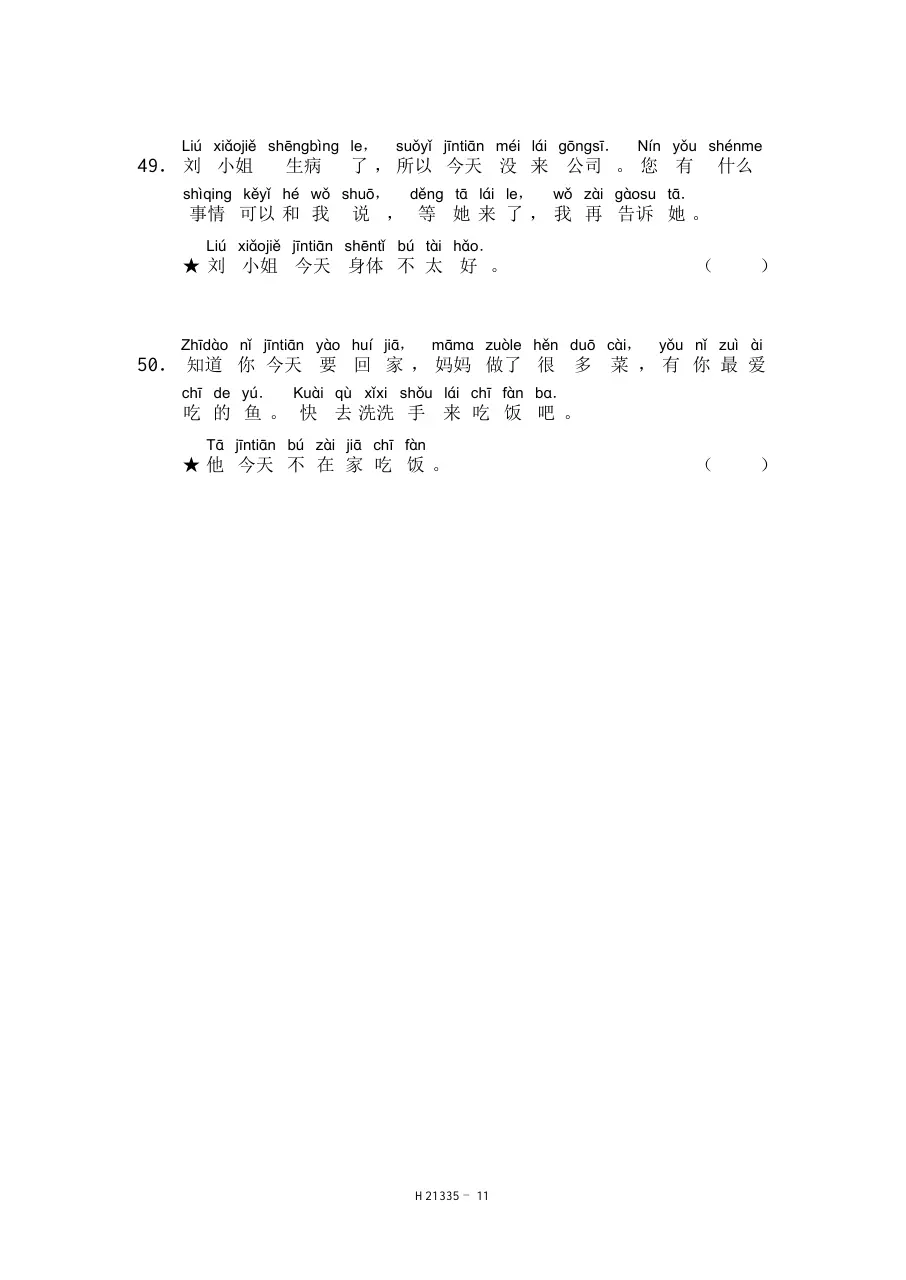 Liú xiǎojiě shēngbìng le， suǒyǐ jīntiān méi lái gōngsī. Nín yǒu shénme
49. 刘 小姐 生病 了，所以 今天 没 来 公司 。您 有 什么
shìqing kěyǐ hé wǒ shuō， děng tā lái le， wǒ zài gàosu tā.
事情 可以 和 我 说 ， 等 她 来 了，我 再 告诉 她 。
Liú xiǎojiě jīntiān shēntǐ bú tài hǎo.
★ 刘 小姐 今天 身体 不 太 好 。 （ ）
Zhīdào nǐ jīntiān yào huí jiā， māma zuòle hěn duō cài， yǒu nǐ zuì ài
50. 知道 你 今天 要 回 家，妈妈 做了 很 多 菜 ，有 你 最 爱
chī de yú. Kuài qù xǐxi shǒu lái chī fàn ba.
吃 的 鱼 。 快 去 洗洗 手 来 吃 饭 吧 。
Tā jīntiān bú zài jiā chī fàn
★ 他 今天 不 在 家 吃 饭 。 （ ）
H21335－ 11